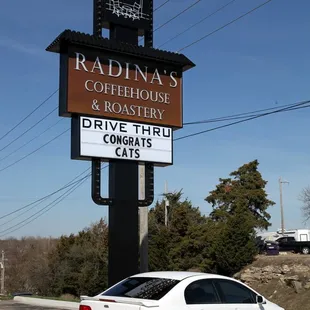 RADINA'S
COFFEEHOUSE
& ROASTERY
DRIVE THRU
CONGRATS
CATS